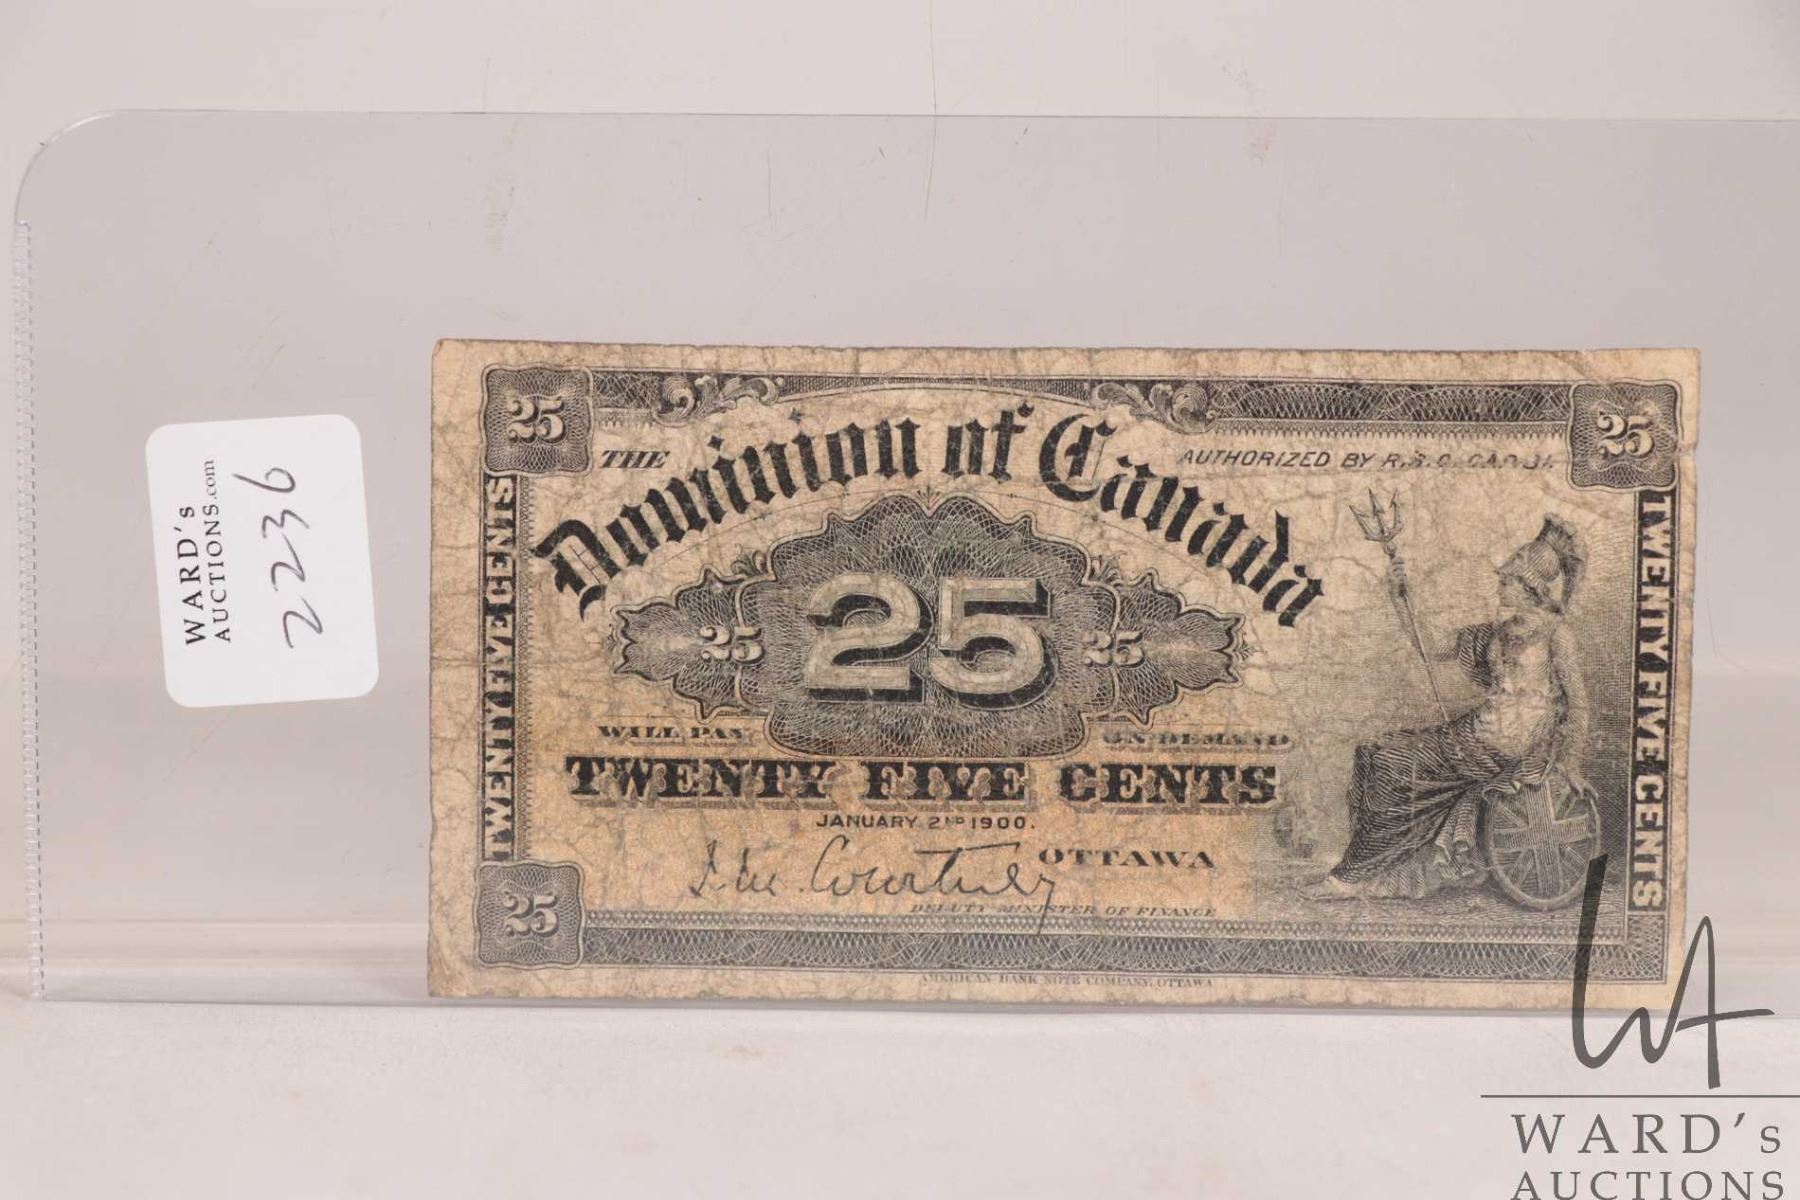 WARD's
AUCTIONS.com
2236
25
25
THE
Dominion of Canada
AUTHORIZED BY R.S.C. CAP. 31.
TWENTY FIVE CENTS
TWENTY FIVE CENTS
25
25
25
WILL PAY
ON DEMAND
TWENTY FIVE CENTS
JANUARY 2ND 1900.
J.M. Courtney
OTTAWA
DEPUTY MINISTER OF FINANCE
25
AMERICAN BANK NOTE COMPANY, OTTAWA
WA
WARD's
AUCTIONS